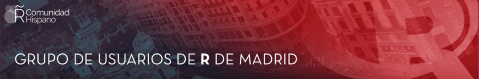 R Comunidad
Hispano
GRUPO DE USUARIOS DE R DE MADRID